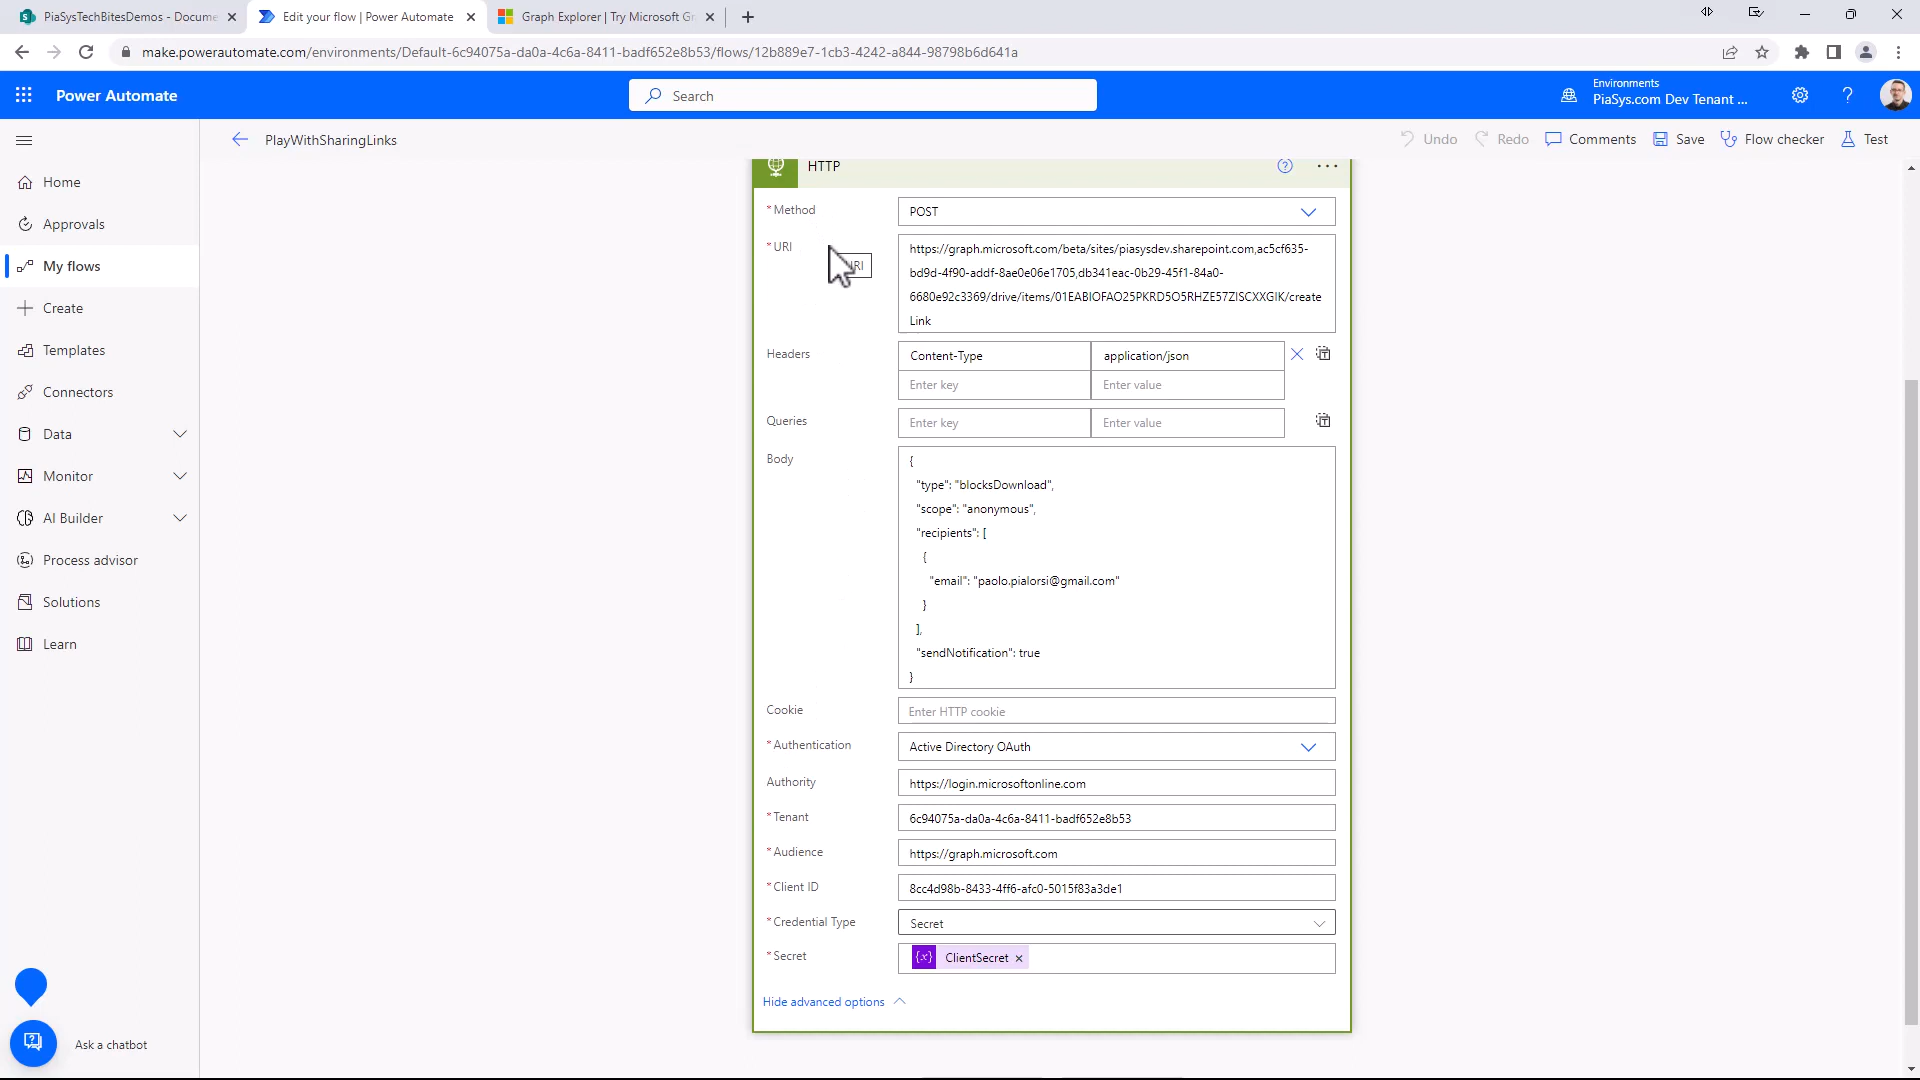 PiaSysTechBitesDemos - Docume
Edit your flow | Power Automate
Graph Explorer | Try Microsoft Gr
make.powerautomate.com/environments/Default-6c94075a-da0a-4c6a-8411-badf652e8b53/flows/12b889e7-1cb3-4242-a844-98798b6d641a
Power Automate
Search
Environments
PiaSys.com Dev Tenant ...
PlayWithSharingLinks
Undo
Redo
Comments
Save
Flow checker
Test
Home
Approvals
My flows
Create
Templates
Connectors
Data
Monitor
AI Builder
Process advisor
Solutions
Learn
Ask a chatbot
HTTP
* Method
POST
* URI
https://graph.microsoft.com/beta/sites/piasysdev.sharepoint.com,ac5cf635-
bd9d-4f90-addf-8ae0e06e1705,db341eac-0b29-45f1-84a0-
6680e92c3369/drive/items/01EABIOFAO25PKRD5O5RHZE57ZISCXXGIK/create
Link
Headers
Content-Type
application/json
Enter key
Enter value
Queries
Enter key
Enter value
Body
{
"type": "blocksDownload",
"scope": "anonymous",
"recipients": [
{
"email": "paolo.pialorsi@gmail.com"
}
],
"sendNotification": true
}
Cookie
Enter HTTP cookie
* Authentication
Active Directory OAuth
Authority
https://login.microsoftonline.com
* Tenant
6c94075a-da0a-4c6a-8411-badf652e8b53
* Audience
https://graph.microsoft.com
* Client ID
8cc4d98b-8433-4ff6-afc0-5015f83a3de1
* Credential Type
Secret
* Secret
ClientSecret
Hide advanced options